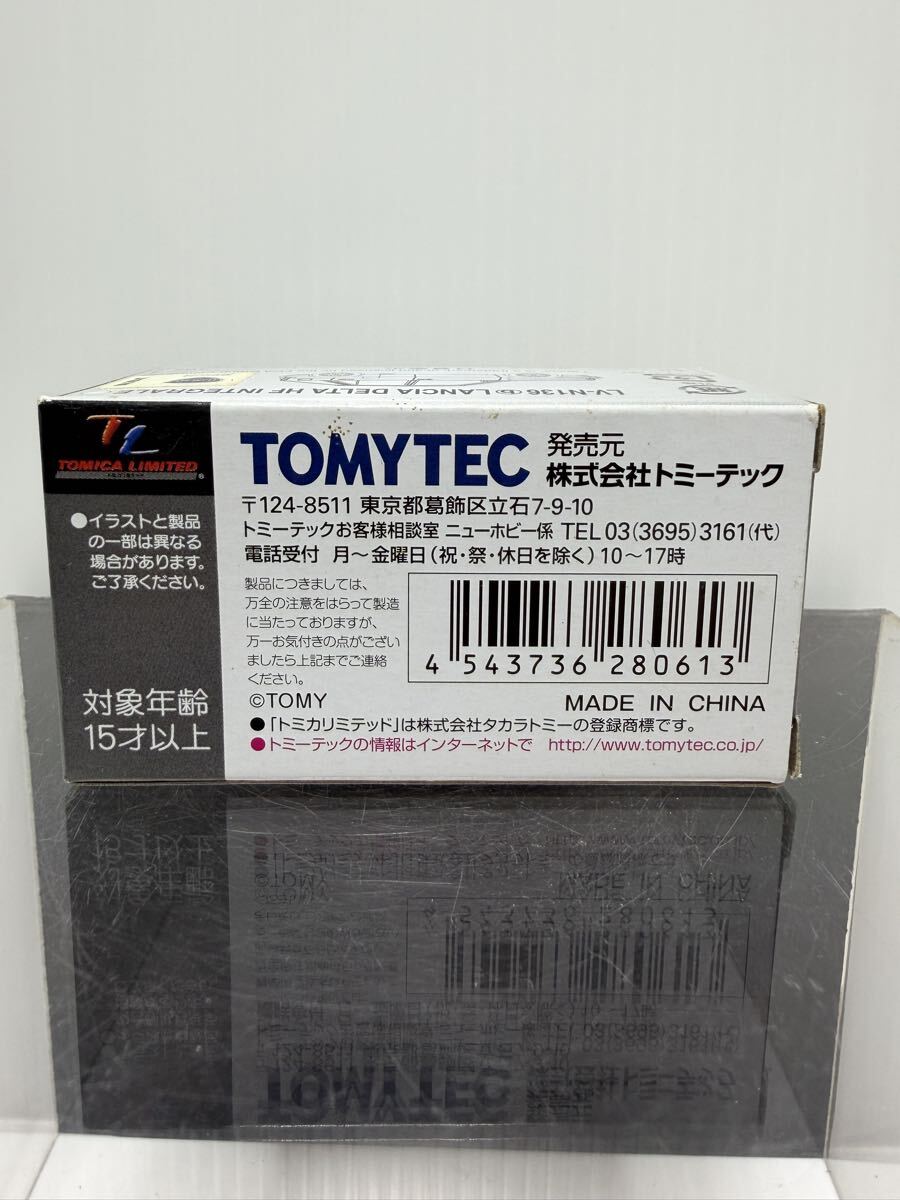 LV-N136 LANCIA DELTA HF INTEGRALE
TL
TOMICA LIMITED
●イラストと製品
の一部は異なる
場合があります。
ご了承ください。
対象年齢
15才以上
TOMYTEC 発売元
株式会社トミーテック
〒124-8511 東京都葛飾区立石7-9-10
トミーテックお客様相談室 ニューホビー係 TEL 03(3695)3161(代)
電話受付 月〜金曜日(祝・祭・休日を除く)10〜17時
製品につきましては、
万全の注意をはらって製造
に当たっておりますが、
万一お気付きの点がござい
ましたら上記までご連絡
ください。
4 543736 280613
©TOMY MADE IN CHINA
●「トミカリミテッド」は株式会社タカラトミーの登録商標です。
●トミーテックの情報はインターネットで http://www.tomytec.co.jp/